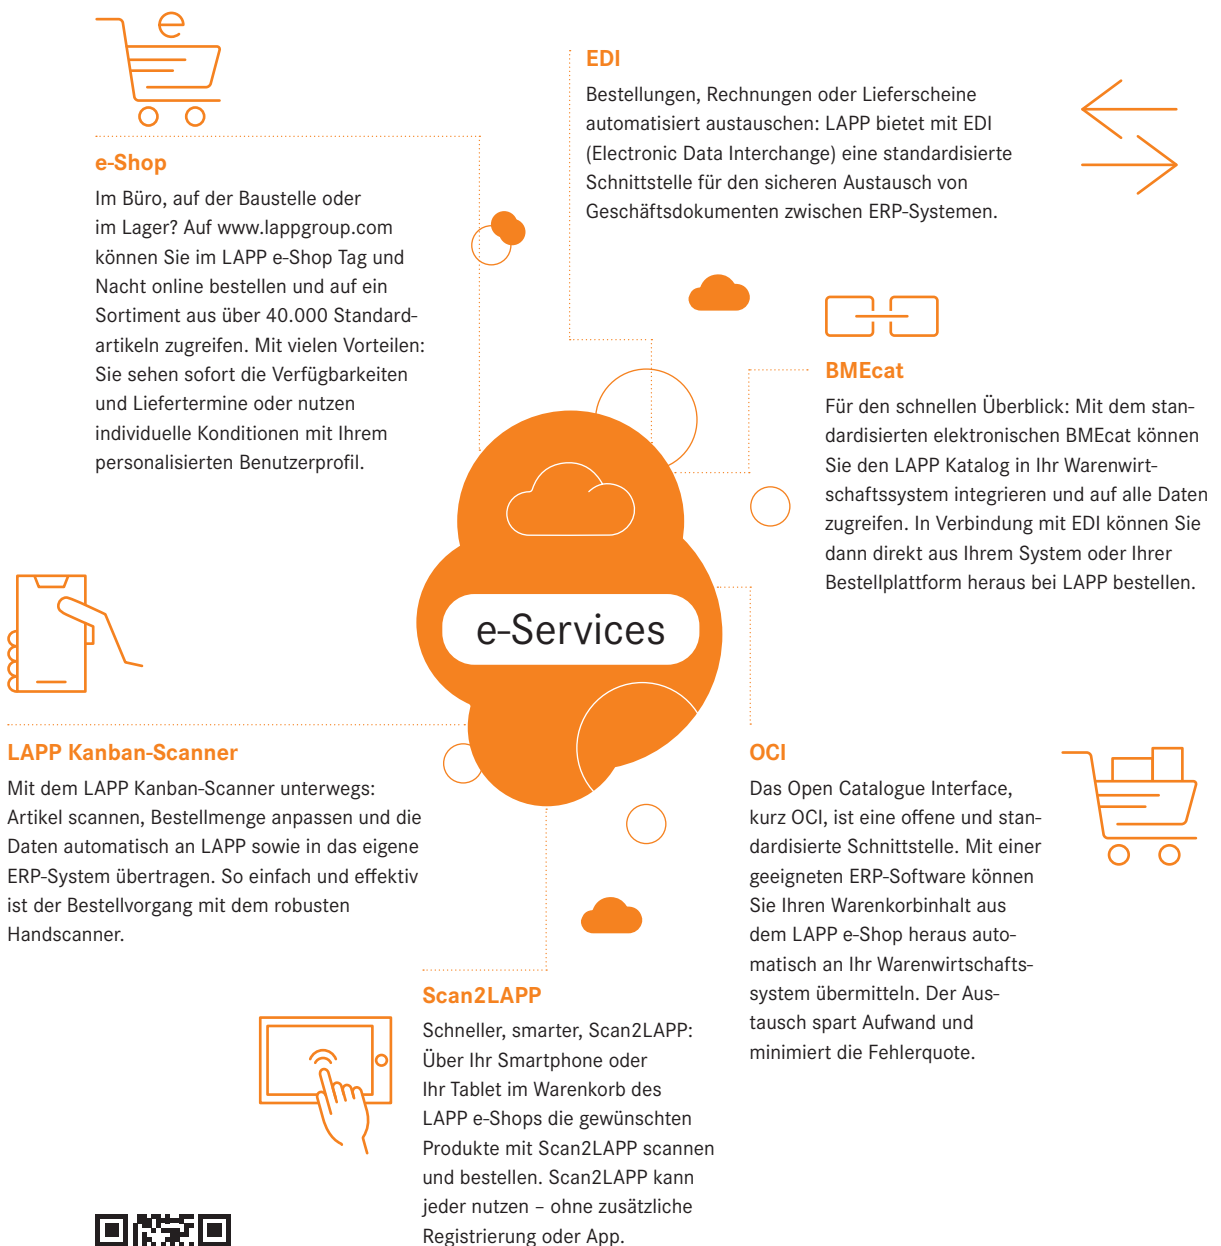 e
e-Shop
Im Büro, auf der Baustelle oder
im Lager? Auf www.lappgroup.com
können Sie im LAPP e-Shop Tag und
Nacht online bestellen und auf ein
Sortiment aus über 40.000 Standard-
artikeln zugreifen. Mit vielen Vorteilen:
Sie sehen sofort die Verfügbarkeiten
und Liefertermine oder nutzen
individuelle Konditionen mit Ihrem
personalisierten Benutzerprofil.
EDI
Bestellungen, Rechnungen oder Lieferscheine
automatisiert austauschen: LAPP bietet mit EDI
(Electronic Data Interchange) eine standardisierte
Schnittstelle für den sicheren Austausch von
Geschäftsdokumenten zwischen ERP-Systemen.
BMEcat
Für den schnellen Überblick: Mit dem stan-
dardisierten elektronischen BMEcat können
Sie den LAPP Katalog in Ihr Warenwirt-
schaftssystem integrieren und auf alle Daten
zugreifen. In Verbindung mit EDI können Sie
dann direkt aus Ihrem System oder Ihrer
Bestellplattform heraus bei LAPP bestellen.
e-Services
LAPP Kanban-Scanner
Mit dem LAPP Kanban-Scanner unterwegs:
Artikel scannen, Bestellmenge anpassen und die
Daten automatisch an LAPP sowie in das eigene
ERP-System übertragen. So einfach und effektiv
ist der Bestellvorgang mit dem robusten
Handscanner.
OCI
Das Open Catalogue Interface,
kurz OCI, ist eine offene und stan-
dardisierte Schnittstelle. Mit einer
geeigneten ERP-Software können
Sie Ihren Warenkorbinhalt aus
dem LAPP e-Shop heraus auto-
matisch an Ihr Warenwirtschafts-
system übermitteln. Der Aus-
tausch spart Aufwand und
minimiert die Fehlerquote.
Scan2LAPP
Schneller, smarter, Scan2LAPP:
Über Ihr Smartphone oder
Ihr Tablet im Warenkorb des
LAPP e-Shops die gewünschten
Produkte mit Scan2LAPP scannen
und bestellen. Scan2LAPP kann
jeder nutzen – ohne zusätzliche
Registrierung oder App.